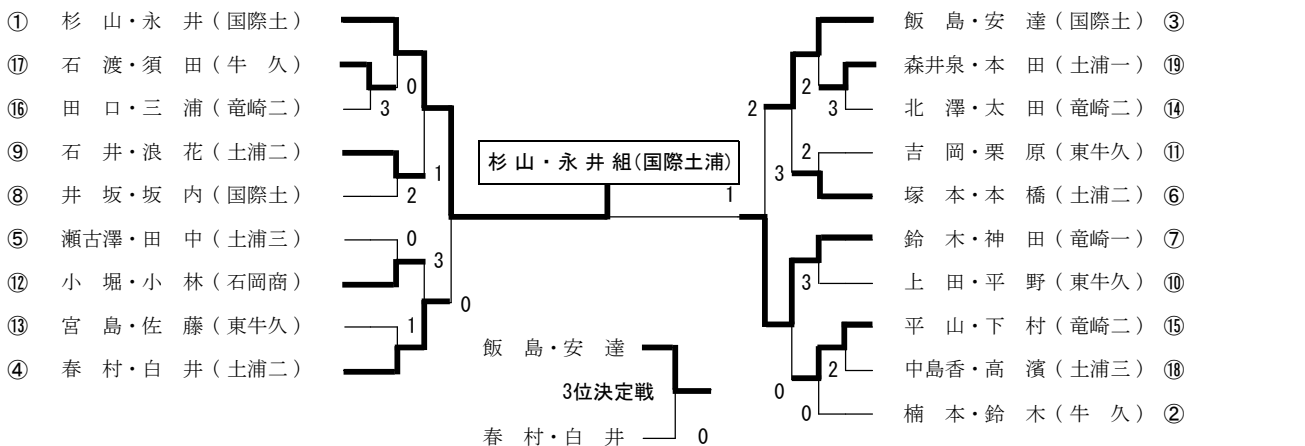 ① 杉 山・永 井（国際土）
⑰ 石 渡・須 田（牛 久）
0
⑯ 田 口・三 浦（竜崎二）
3
⑨ 石 井・浪 花（土浦二）
1
⑧ 井 坂・坂 内（国際土）
2
⑤ 瀬古澤・田 中（土浦三）
0
3
⑫ 小 堀・小 林（石岡商）
0
⑬ 宮 島・佐 藤（東牛久）
1
④ 春 村・白 井（土浦二）
杉 山・永 井 組(国際土浦)
1
飯 島・安 達
3位決定戦
春 村・白 井
0
飯 島・安 達（国際土） ③
森井泉・本 田（土浦一） ⑲
2
2
3
北 澤・太 田（竜崎二） ⑭
吉 岡・栗 原（東牛久） ⑪
2
3
塚 本・本 橋（土浦二） ⑥
鈴 木・神 田（竜崎一） ⑦
3
上 田・平 野（東牛久） ⑩
平 山・下 村（竜崎二） ⑮
2
中島香・高 濱（土浦三） ⑱
0
0
楠 本・鈴 木（牛 久） ②